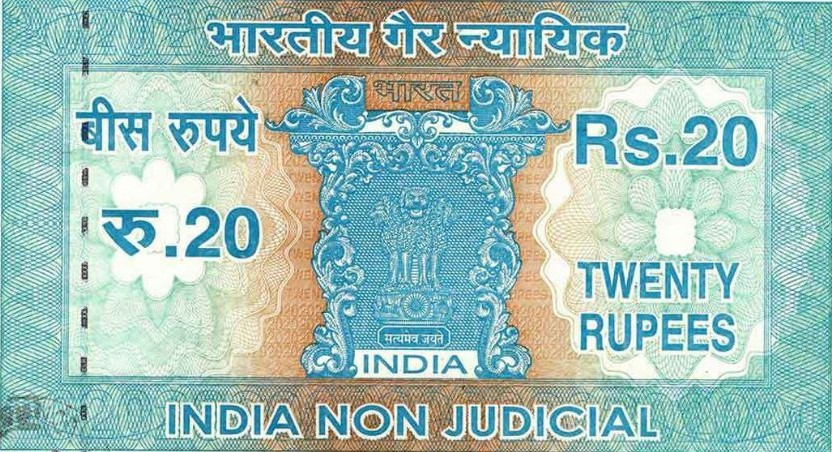 भारतीय गैर न्यायिक
भारत
बीस रुपये
रु.20
Rs.20
TWENTY
RUPEES
सत्यमेव जयते
INDIA
INDIA NON JUDICIAL